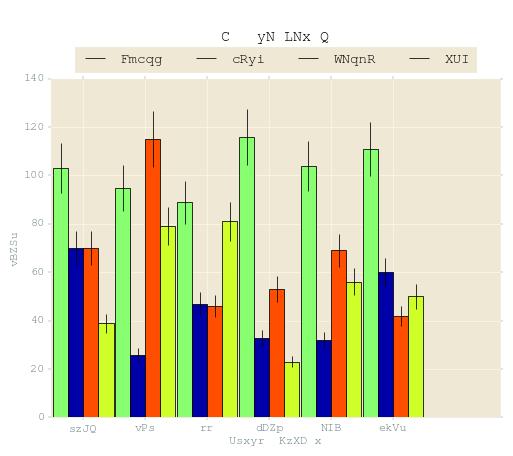 C   yN LNx Q
Fmcqg cRyi WNqnR XUI
140
120
100
80
60
40
20
0
vBZSu
szJQ vPs rr dDZp NIB ekVu
Usxyr  KzXD x